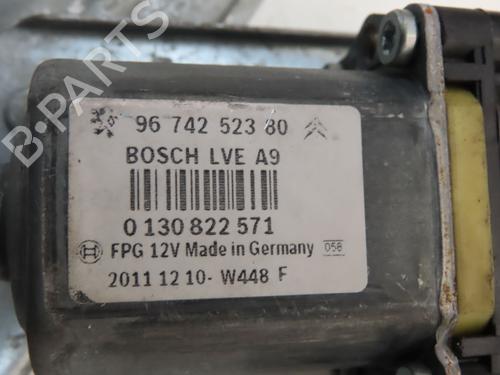 B-PARTS
96 742 523 80
BOSCH LVE A9
0 130 822 571
FPG 12V Made in Germany 058
2011 12 10- W448 F